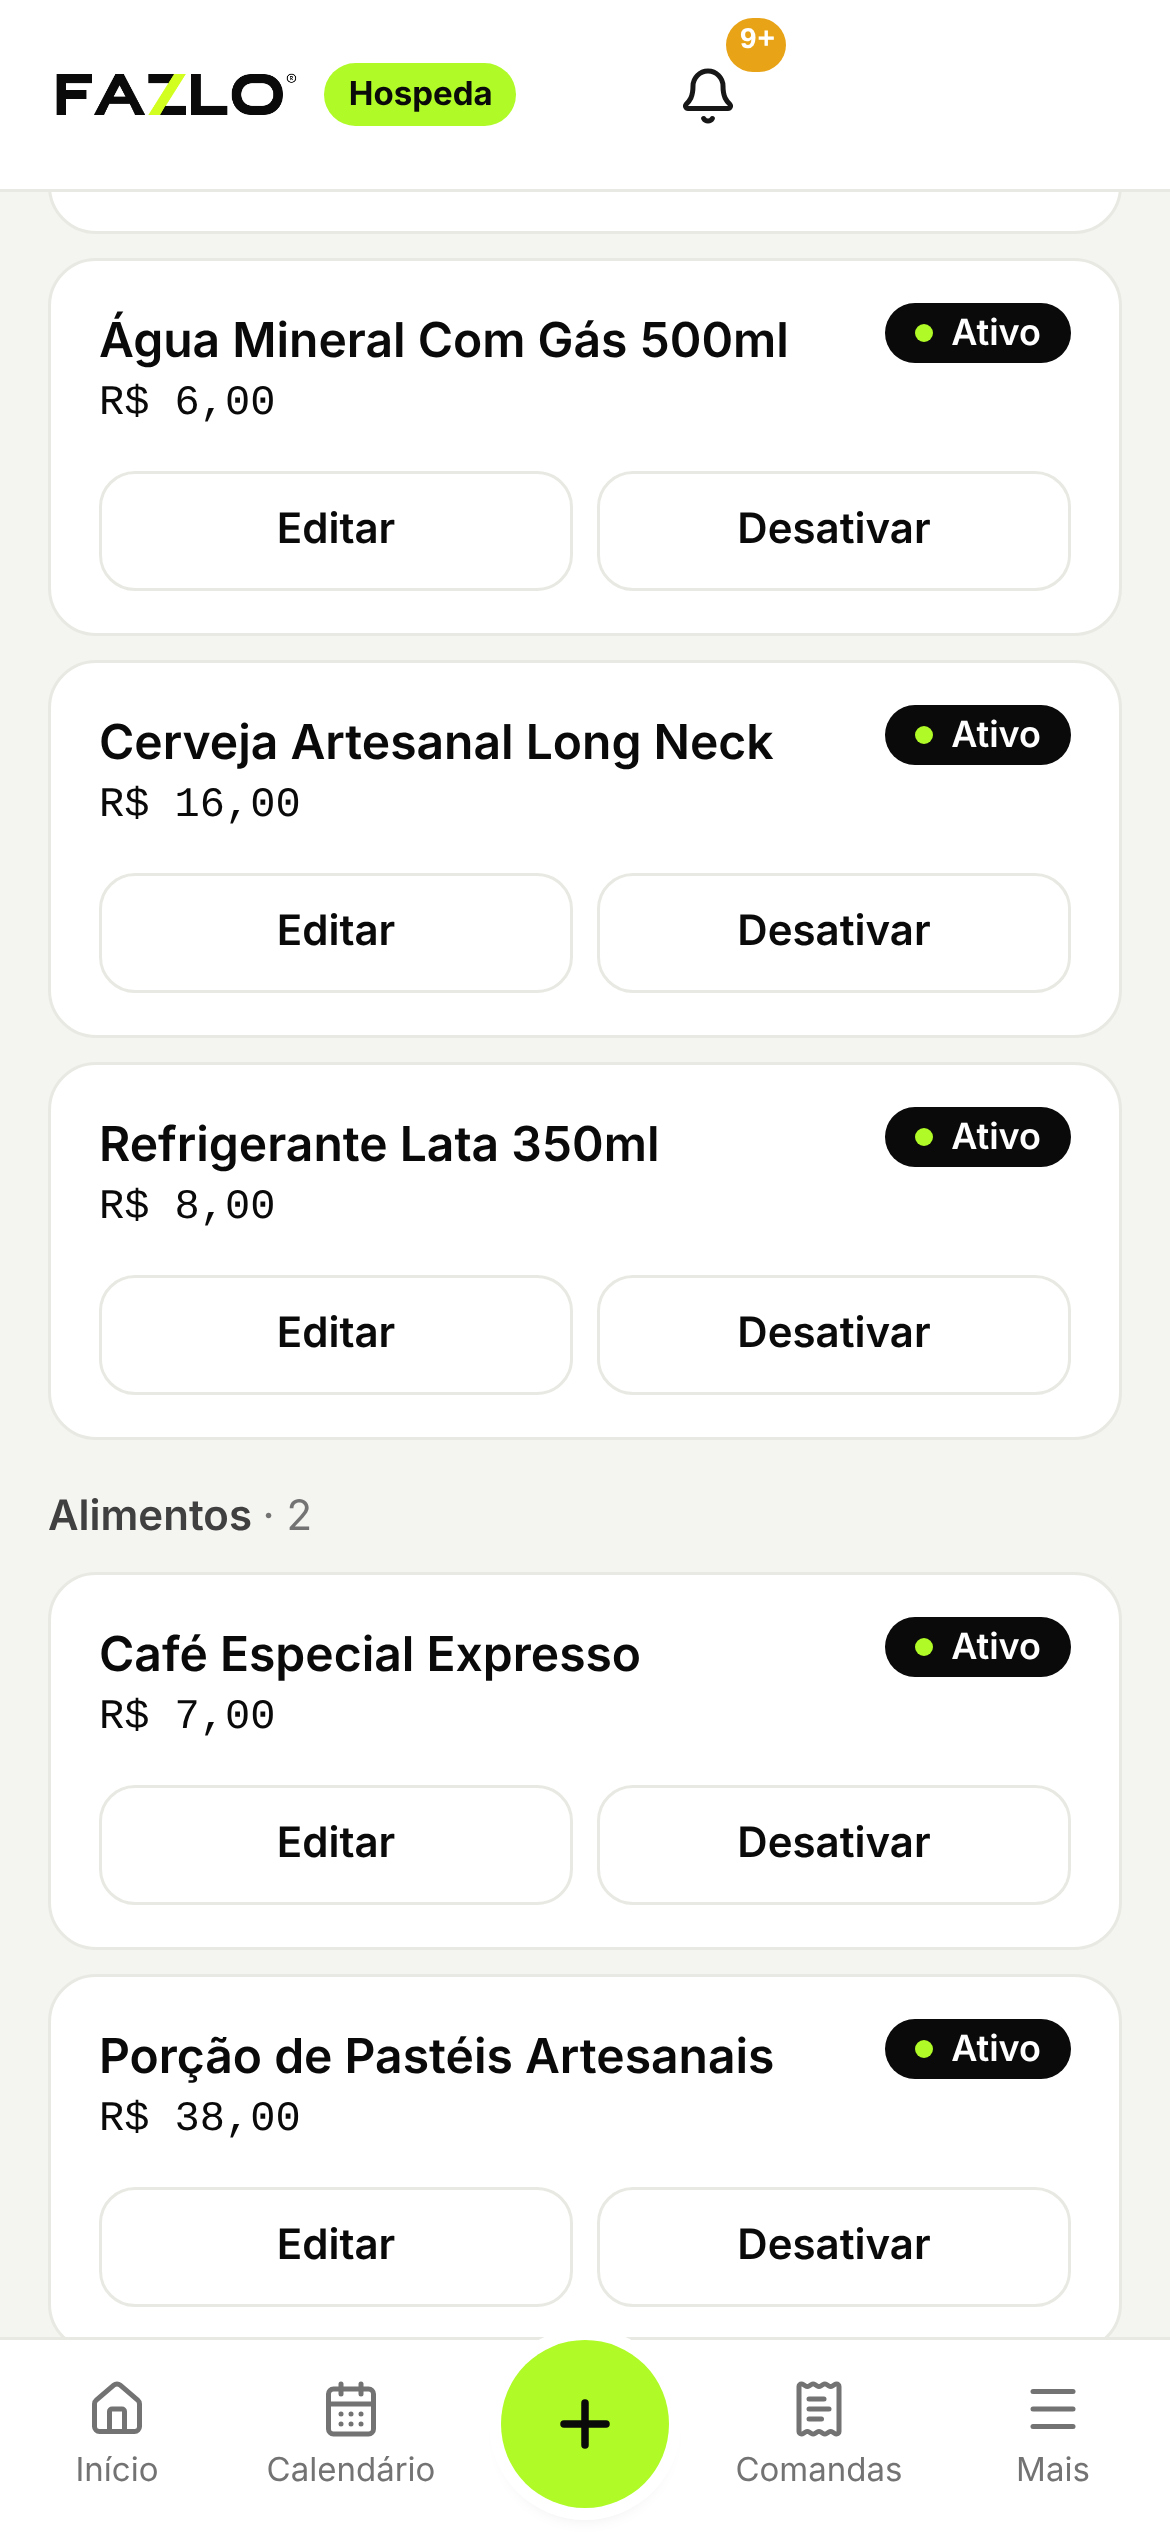 FAZLO®
Hospeda
9+
Água Mineral Com Gás 500ml
Ativo
R$ 6,00
Editar
Desativar
Cerveja Artesanal Long Neck
Ativo
R$ 16,00
Editar
Desativar
Refrigerante Lata 350ml
Ativo
R$ 8,00
Editar
Desativar
Alimentos · 2
Café Especial Expresso
Ativo
R$ 7,00
Editar
Desativar
Porção de Pastéis Artesanais
Ativo
R$ 38,00
Editar
Desativar
Início
Calendário
Comandas
Mais